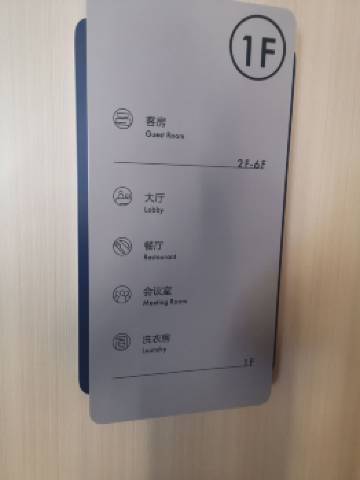 1F
客房
Guest Room
2F-6F
大厅
Lobby
餐厅
Restaurant
会议室
Meeting Room
洗衣房
Laundry
1F